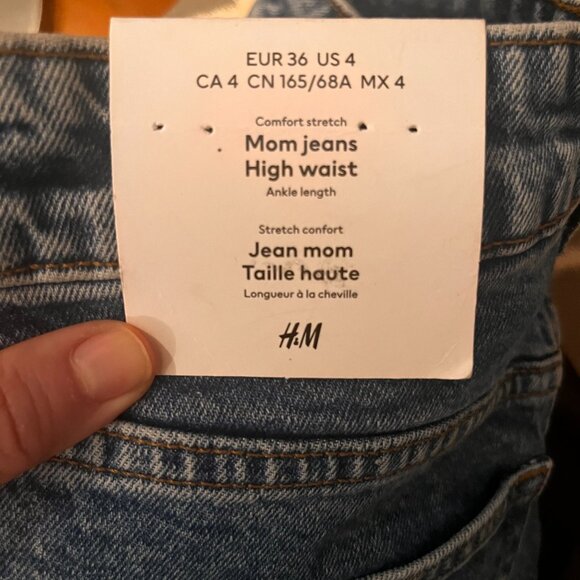 EUR 36 US 4
CA 4 CN 165/68A MX 4
Comfort stretch
Mom jeans
High waist
Ankle length
Stretch confort
Jean mom
Taille haute
Longueur à la cheville
H&M